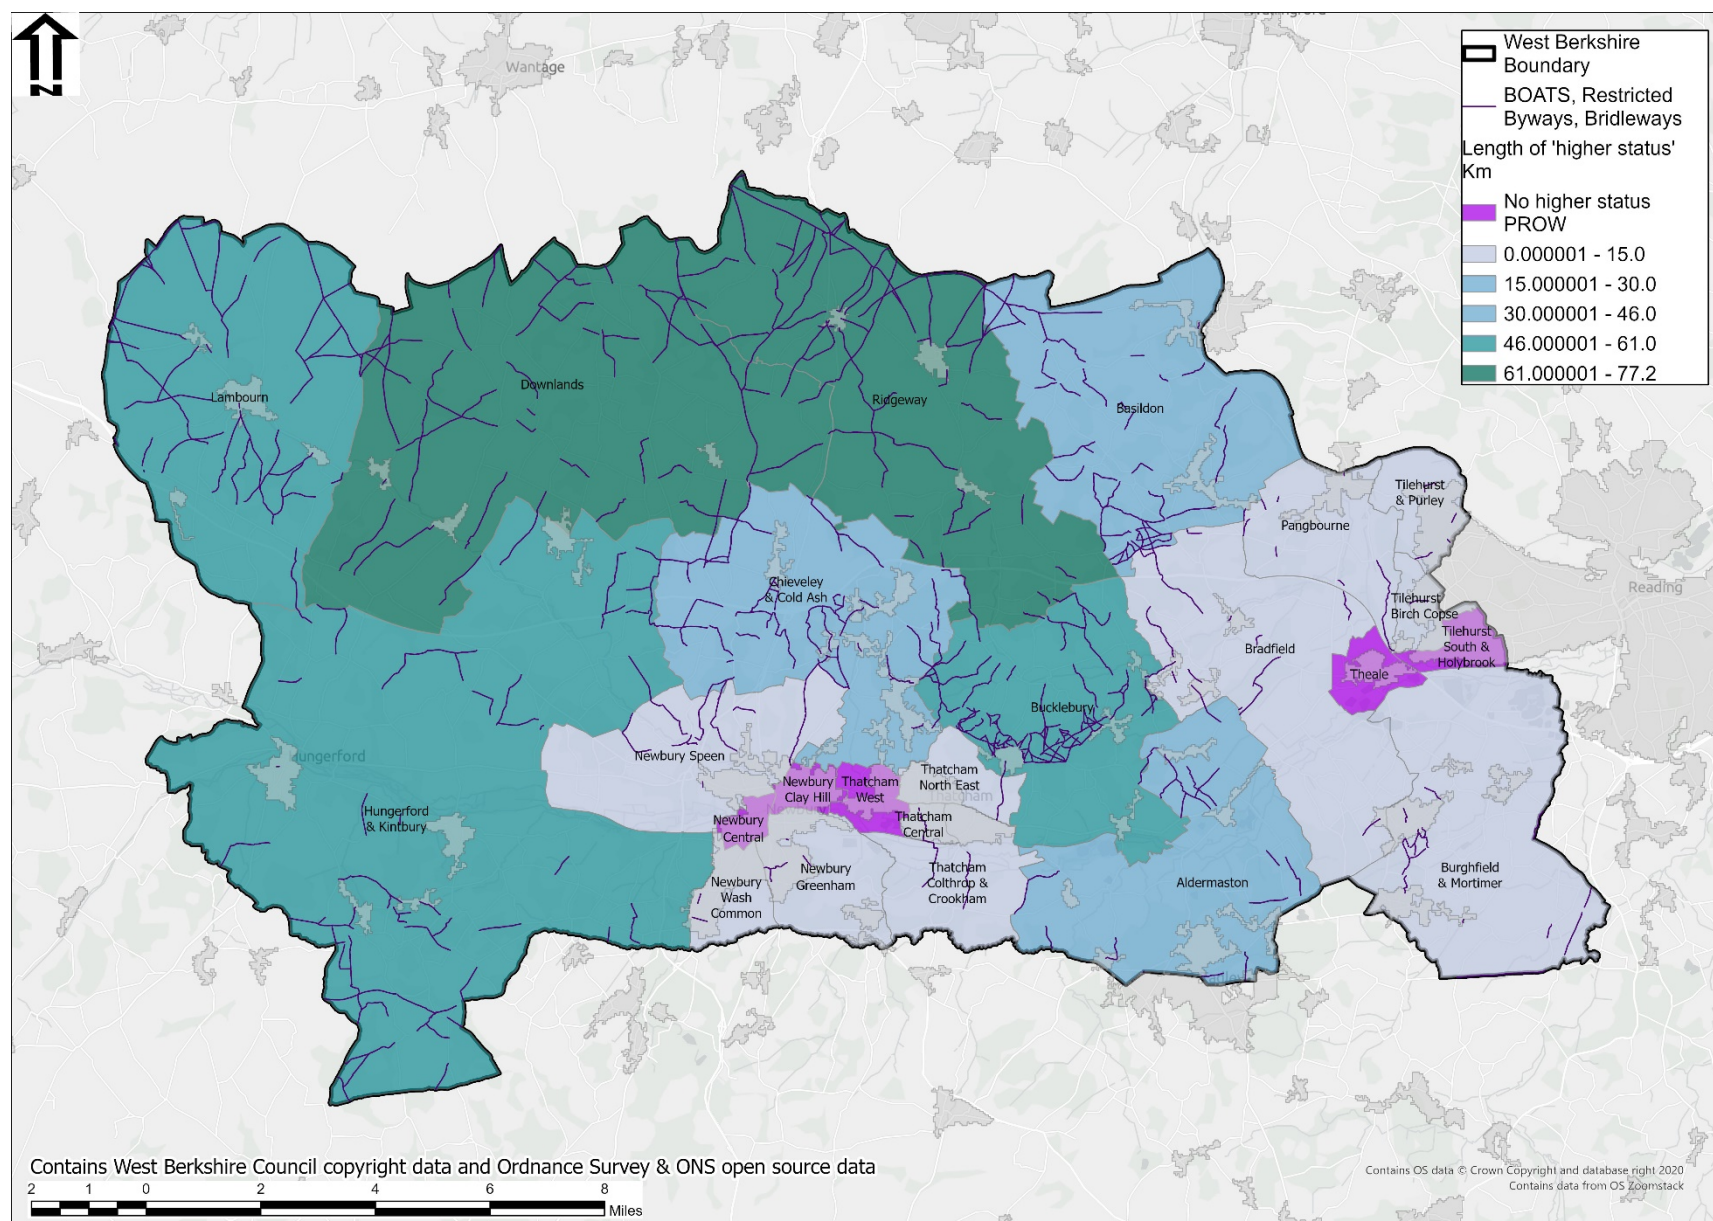 Wantage
West Berkshire
Boundary
BOATS, Restricted
Byways, Bridleways
Length of 'higher status'
Km
No higher status
PROW
0.000001 - 15.0
15.000001 - 30.0
30.000001 - 46.0
46.000001 - 61.0
61.000001 - 77.2
N
Lambourn
Downlands
Ridgeway
Basildon
Tilehurst
& Purley
Pangbourne
Reading
Chieveley
& Cold Ash
Tilehurst
Birch Copse
Tilehurst
South &
Holybrook
Bradfield
Theale
Bucklebury
Newbury Speen
Hungerford
Thatcham
North East
Thatcham
Newbury
Clay Hill
Thatcham
West
Hungerford
& Kintbury
Newbury
Central
Thatcham
Central
Newbury
Greenham
Thatcham
Colthrop &
Crookham
Newbury
Wash
Common
Aldermaston
Burghfield
& Mortimer
Contains West Berkshire Council copyright data and Ordnance Survey & ONS open source data
2 1 0 2 4 6 8
Miles
Contains OS data © Crown Copyright and database right 2020
Contains data from OS Zoomstack